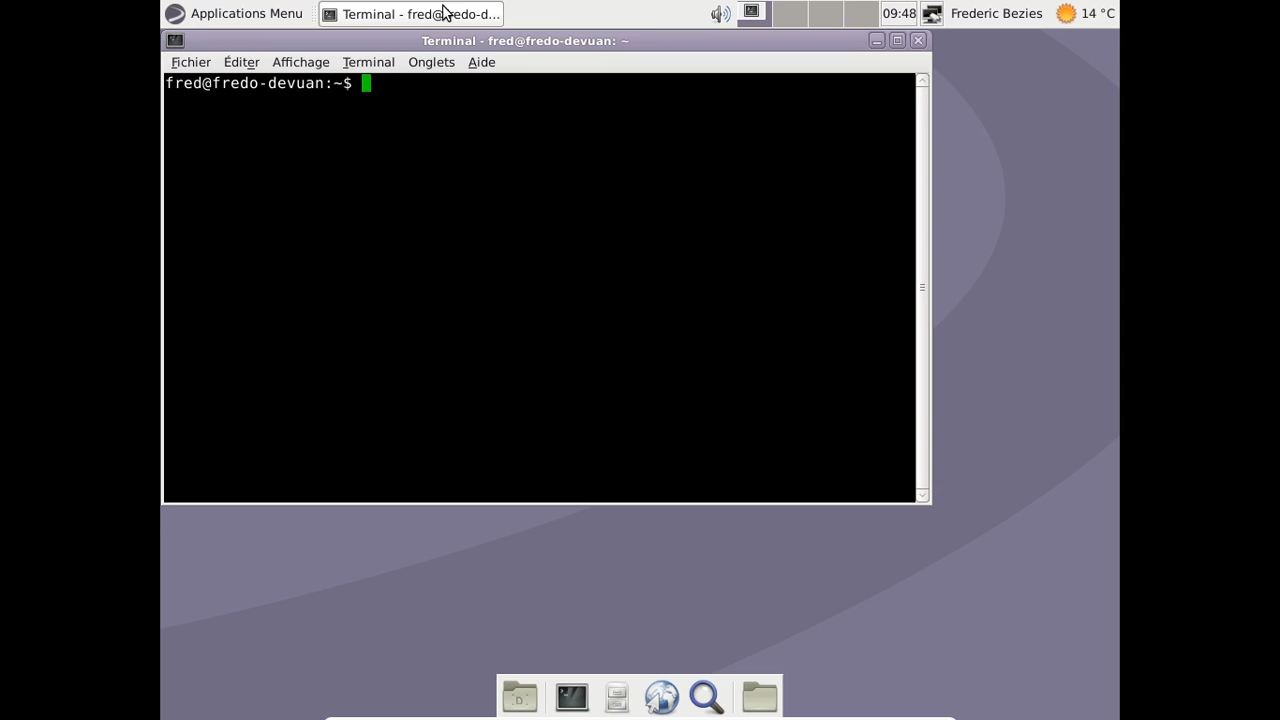 Applications Menu
Terminal - fred@fredo-d...
09:48
Frederic Bezies
14 °C
Terminal - fred@fredo-devuan: ~
Fichier Éditer Affichage Terminal Onglets Aide
fred@fredo-devuan:~$